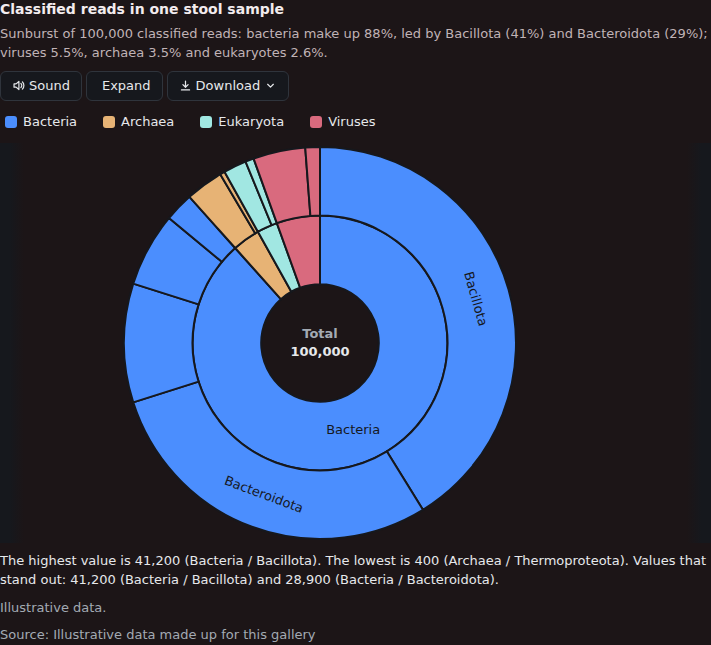 Classified reads in one stool sample
Sunburst of 100,000 classified reads: bacteria make up 88%, led by Bacillota (41%) and Bacteroidota (29%);
viruses 5.5%, archaea 3.5% and eukaryotes 2.6%.
Sound Expand Download
Bacteria Archaea Eukaryota Viruses
Bacillota
Total
100,000
Bacteria
Bacteroidota
The highest value is 41,200 (Bacteria / Bacillota). The lowest is 400 (Archaea / Thermoproteota). Values that
stand out: 41,200 (Bacteria / Bacillota) and 28,900 (Bacteria / Bacteroidota).
Illustrative data.
Source: Illustrative data made up for this gallery